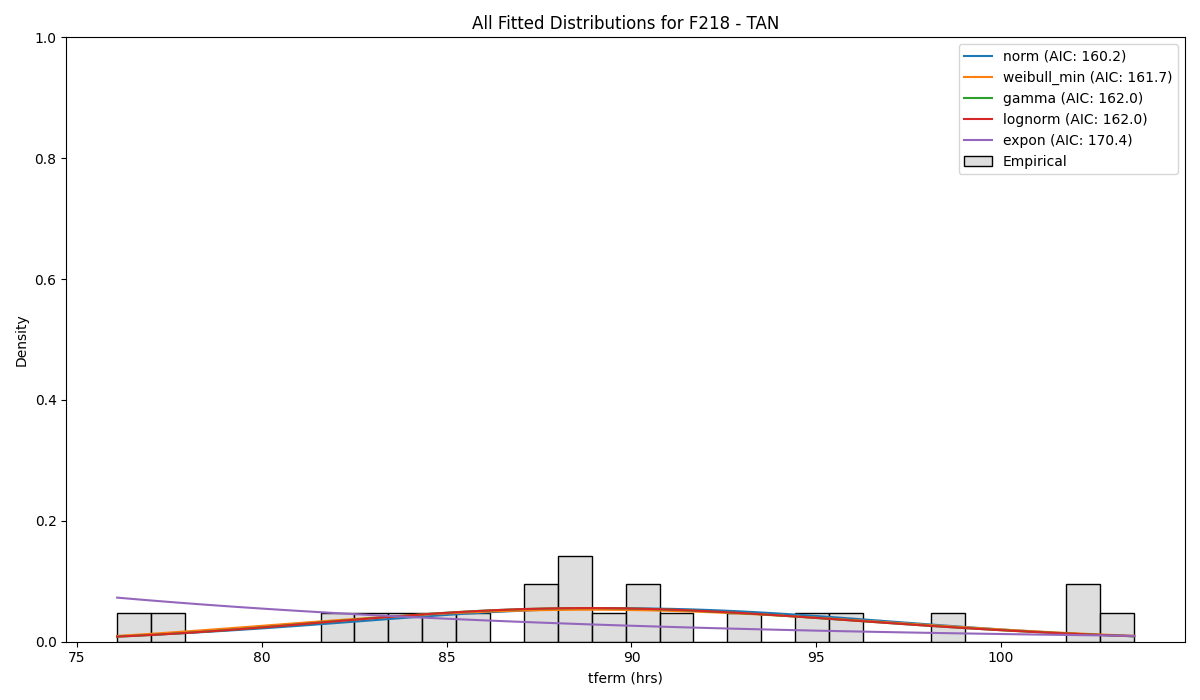 All Fitted Distributions for F218 - TAN
norm (AIC: 160.2)
weibull_min (AIC: 161.7)
gamma (AIC: 162.0)
lognorm (AIC: 162.0)
expon (AIC: 170.4)
Empirical
Density
1.0
0.8
0.6
0.4
0.2
0.0
75 80 85 90 95 100
tferm (hrs)